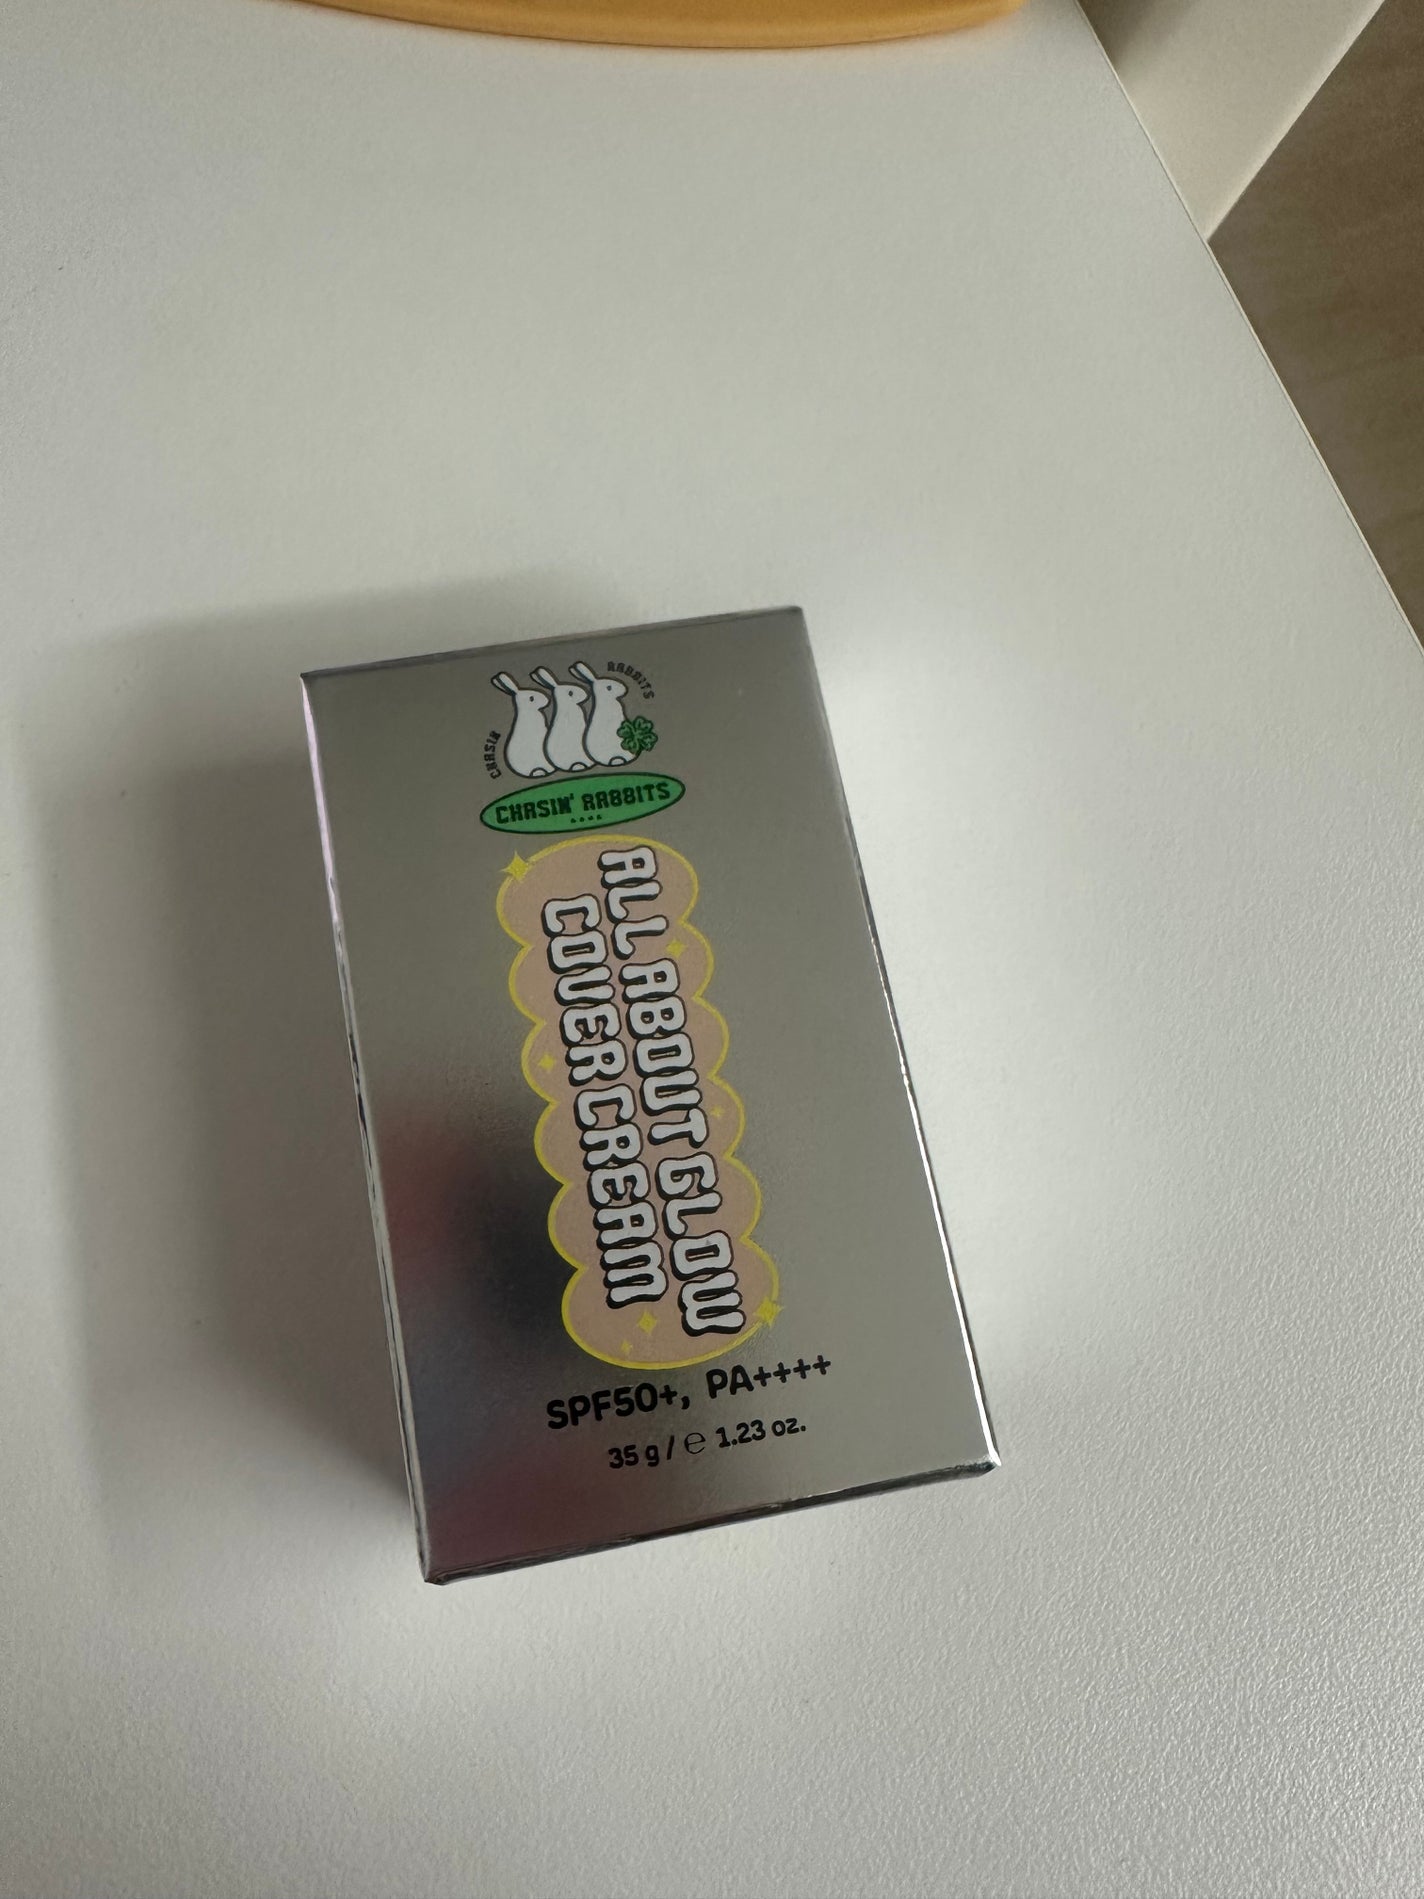 CHASIN RABBITS
CHASIN' RABBITS
ALL ABOUT GLOW
COVER CREAM
SPF50+, PA++++
35 g / ℮ 1.23 oz.